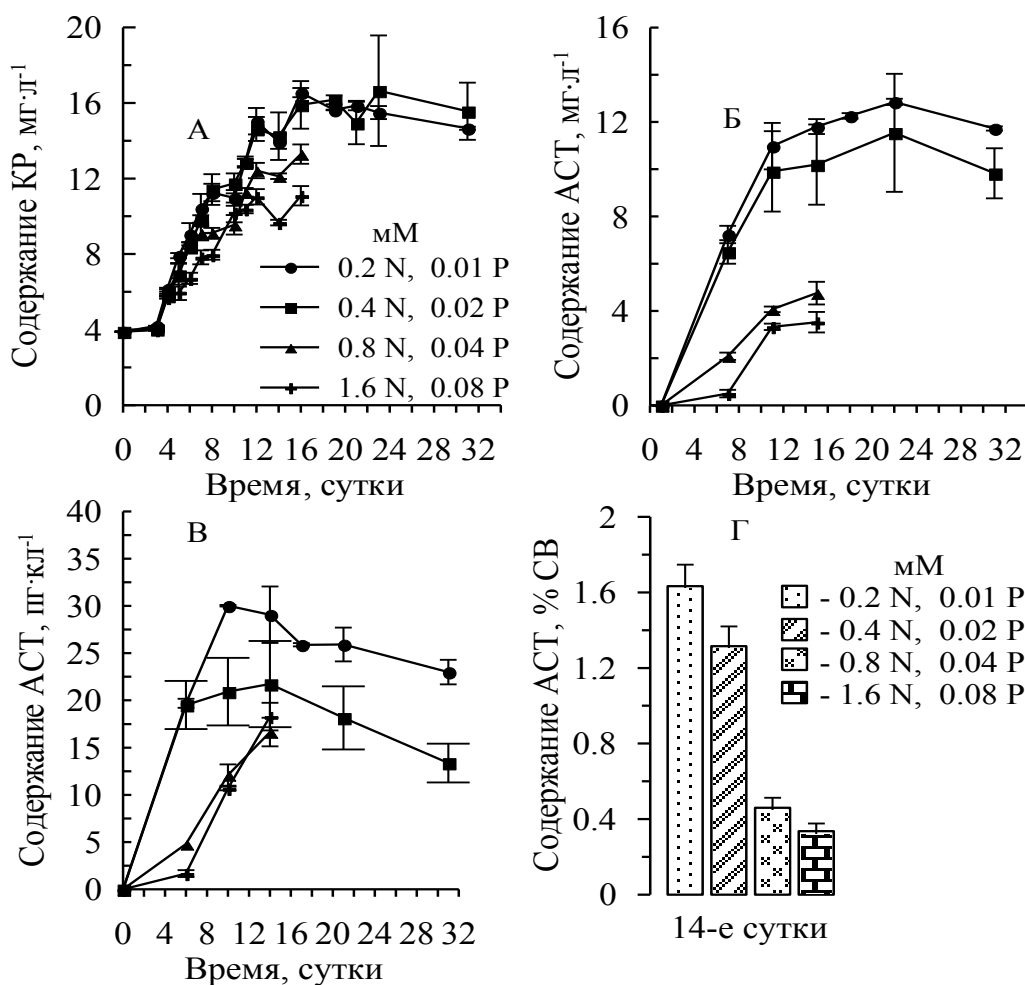 Содержание КР, мг·л⁻¹
20
16
12
8
4
0
А
мМ
0.2 N, 0.01 P
0.4 N, 0.02 P
0.8 N, 0.04 P
1.6 N, 0.08 P
0 4 8 12 16 20 24 28 32
Время, сутки
Содержание АСТ, мг·л⁻¹
16
12
8
4
0
Б
0 4 8 12 16 20 24 28 32
Время, сутки
Содержание АСТ, пг·кл⁻¹
40
35
30
25
20
15
10
5
0
В
0 4 8 12 16 20 24 28 32
Время, сутки
Содержание АСТ, % СВ
2
1.6
1.2
0.8
0.4
0
Г
мМ
- 0.2 N, 0.01 P
- 0.4 N, 0.02 P
- 0.8 N, 0.04 P
- 1.6 N, 0.08 P
14-е сутки